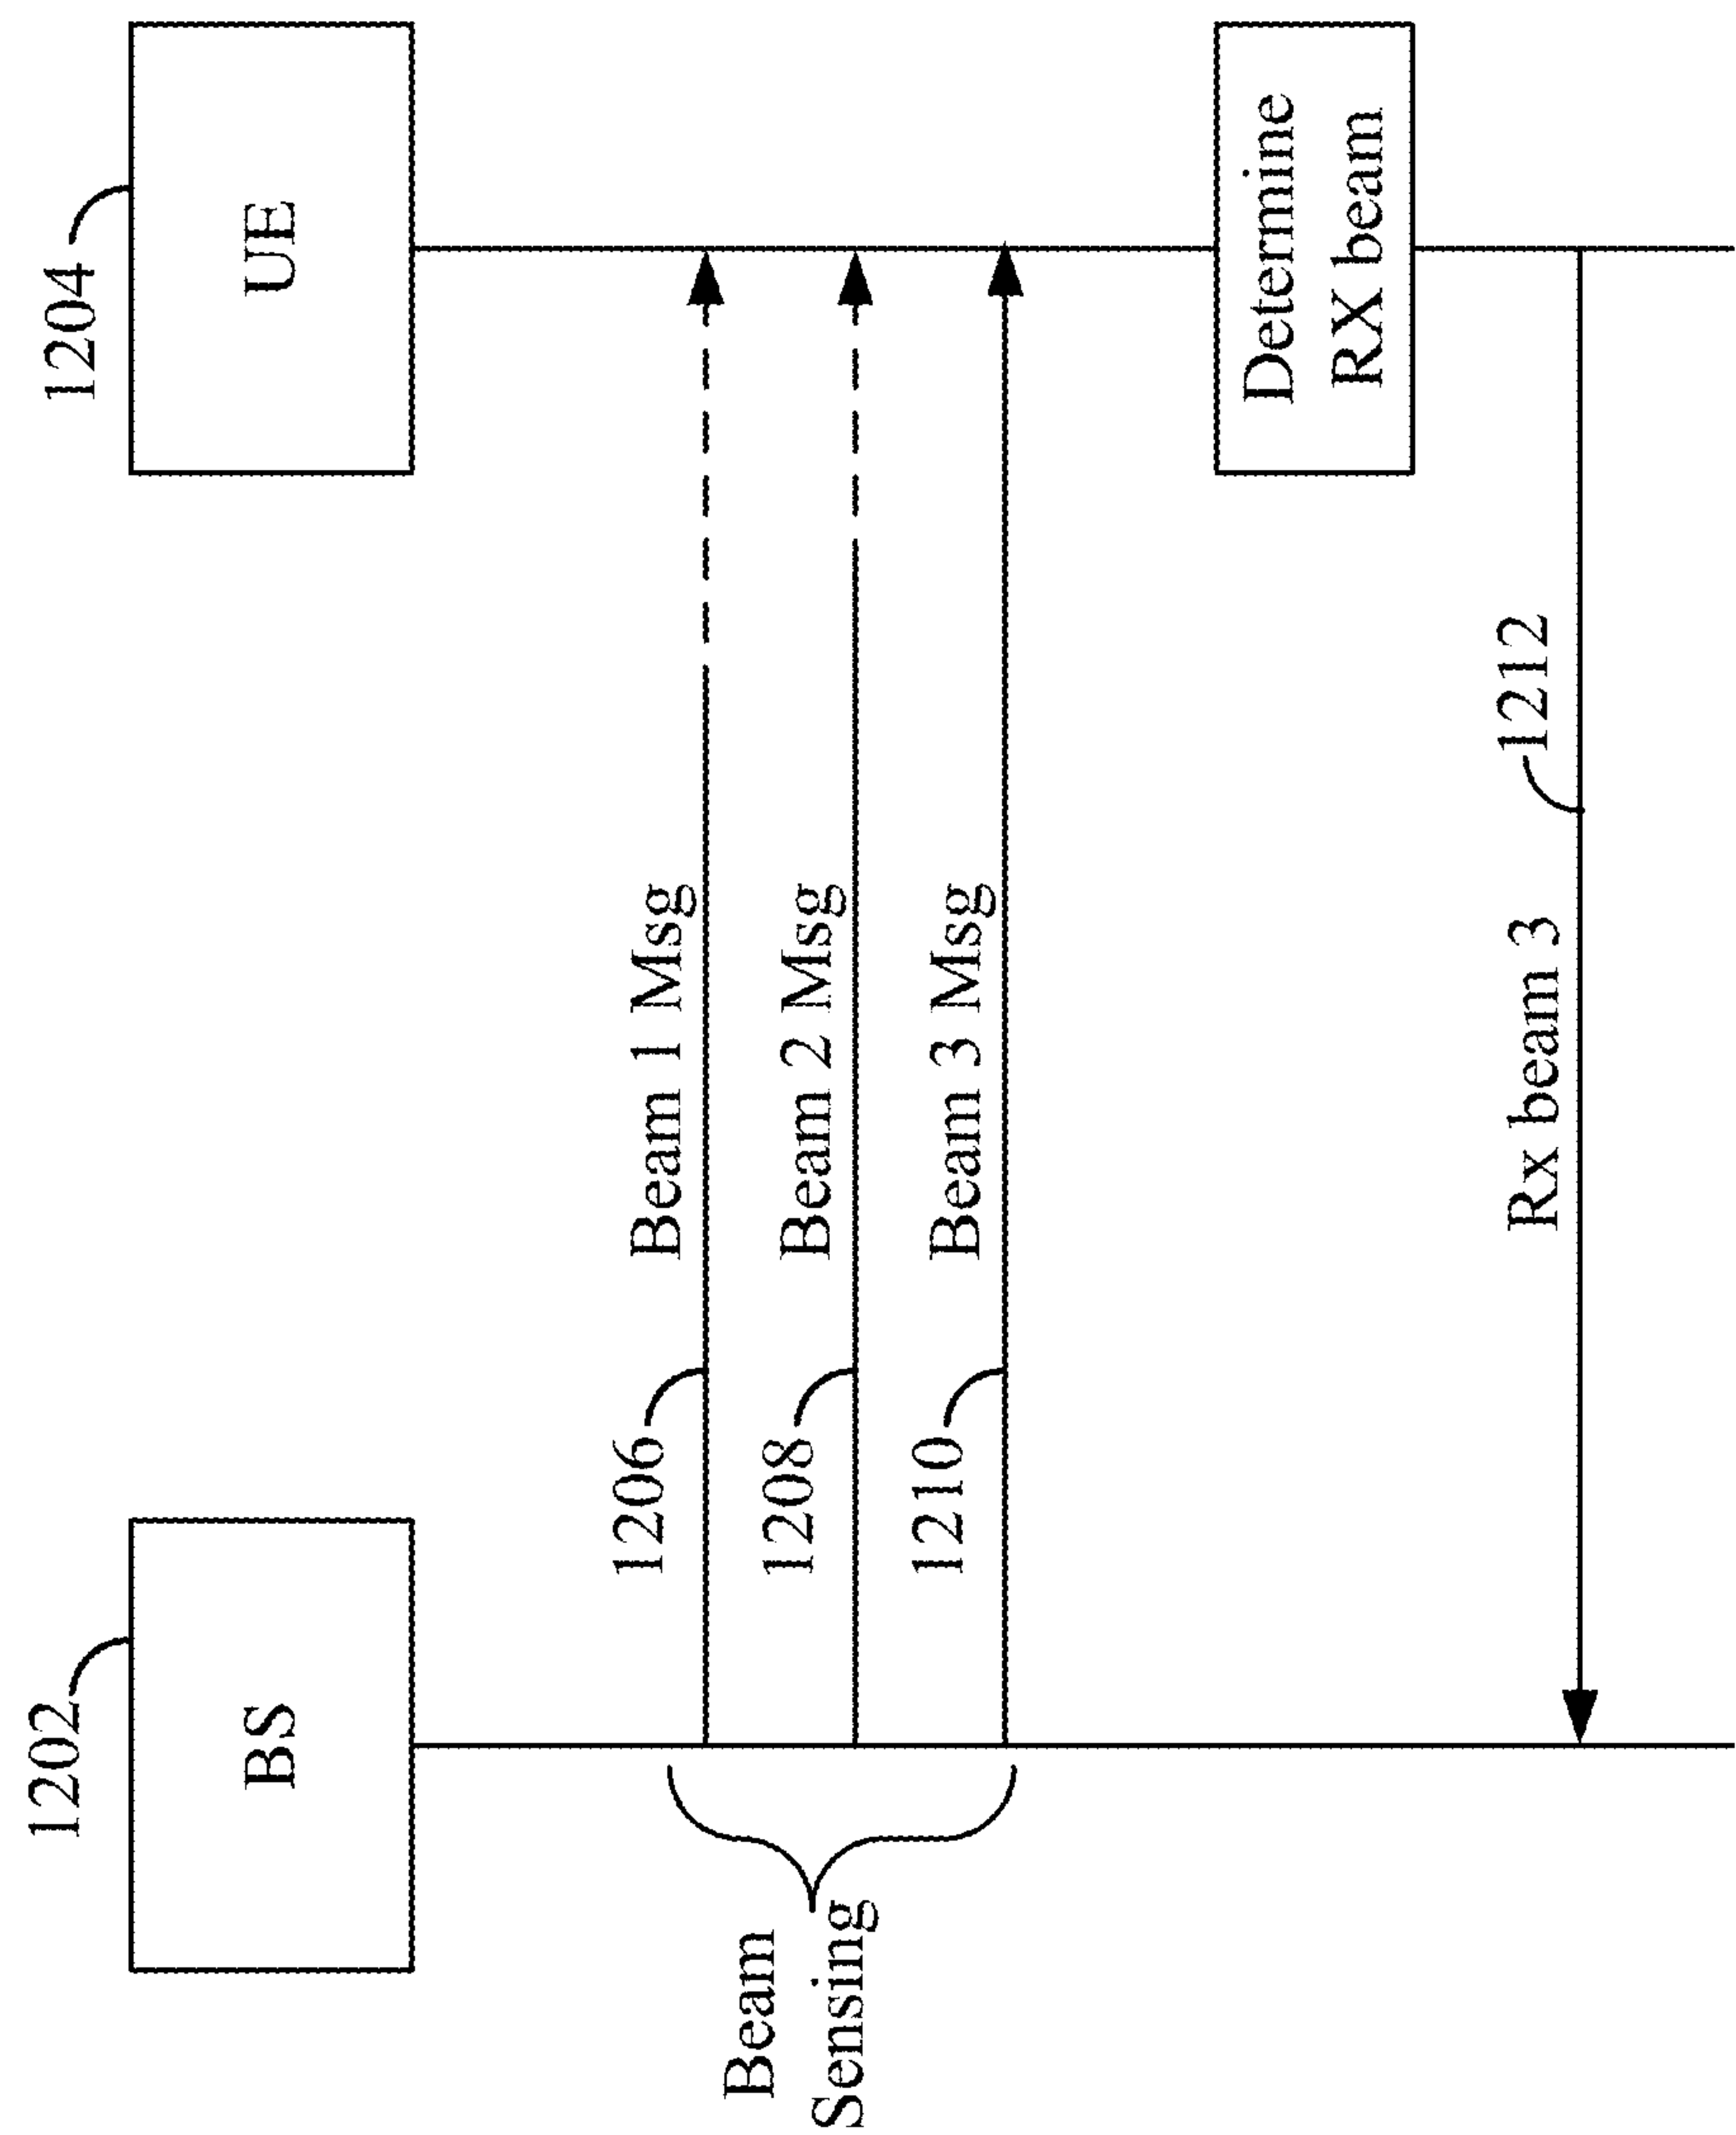 1202
1204
BS
UE
Beam
Sensing
1206
Beam 1 Msg
1208
Beam 2 Msg
1210
Beam 3 Msg
Determine
RX beam
Rx beam 3
1212